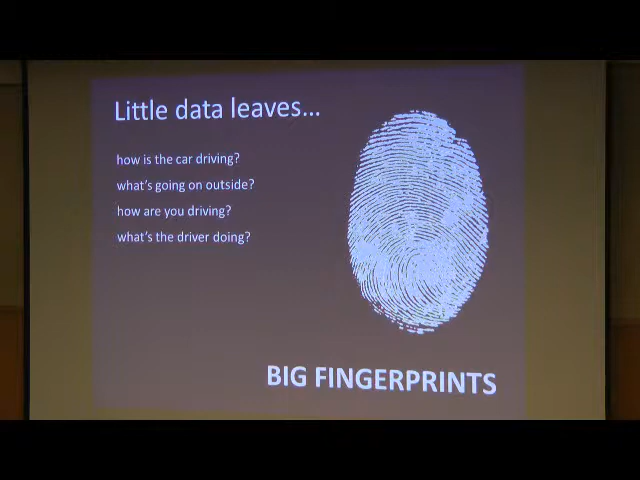 Little data leaves...
how is the car driving?
what's going on outside?
how are you driving?
what's the driver doing?
BIG FINGERPRINTS